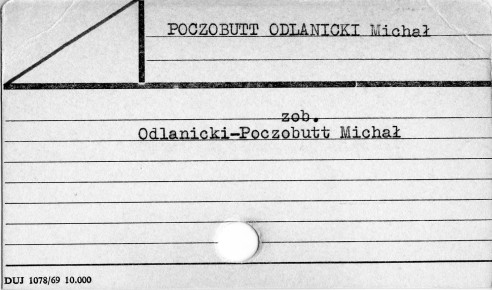 POCZOBUTT ODLANICKI Michał
zob.
Odlanicki-Poczobutt Michał
DUJ 1078/69 10.000